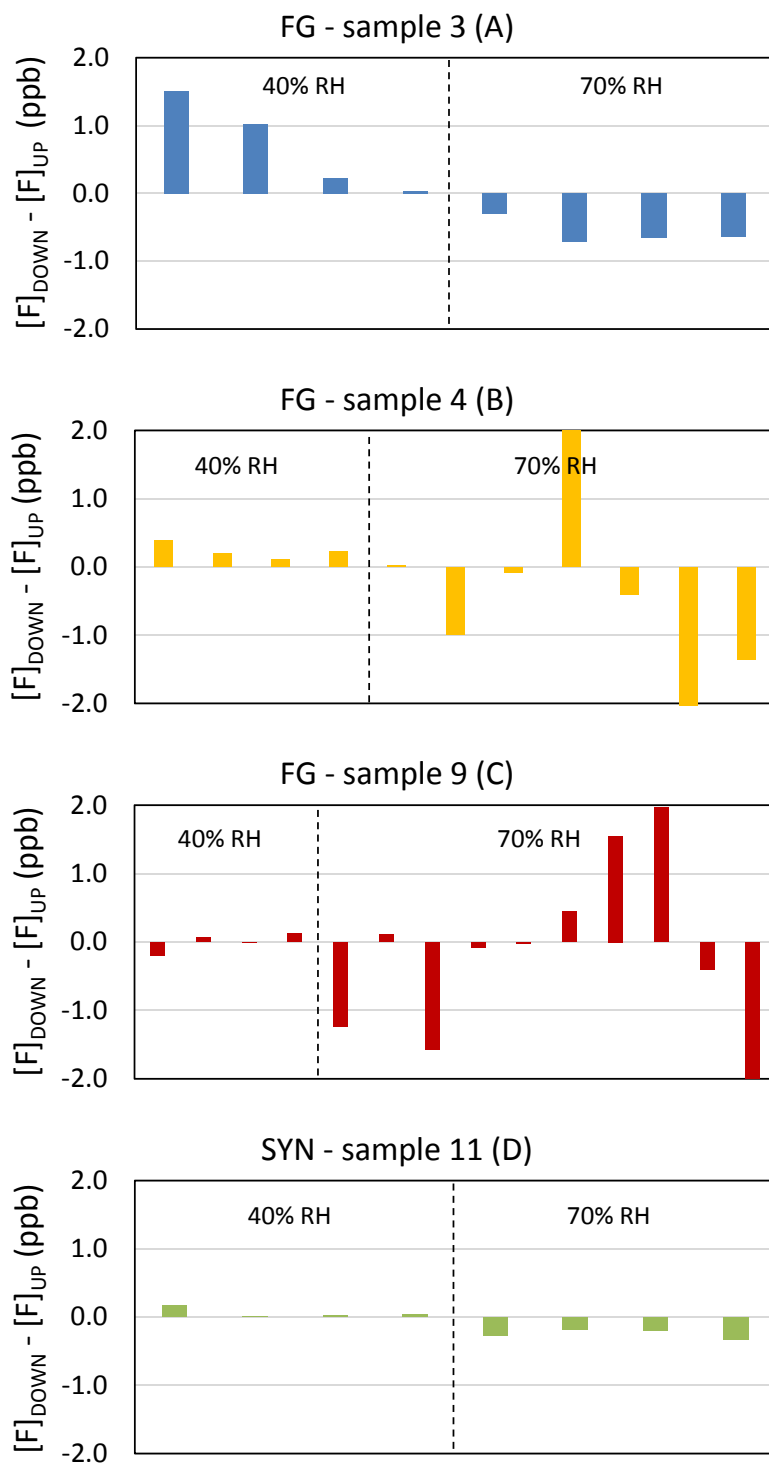 FG - sample 3 (A)
[F]DOWN - [F]UP (ppb)
2.0
1.0
0.0
-1.0
-2.0
40% RH
70% RH
FG - sample 4 (B)
[F]DOWN - [F]UP (ppb)
2.0
1.0
0.0
-1.0
-2.0
40% RH
70% RH
FG - sample 9 (C)
[F]DOWN - [F]UP (ppb)
2.0
1.0
0.0
-1.0
-2.0
40% RH
70% RH
SYN - sample 11 (D)
[F]DOWN - [F]UP (ppb)
2.0
1.0
0.0
-1.0
-2.0
40% RH
70% RH